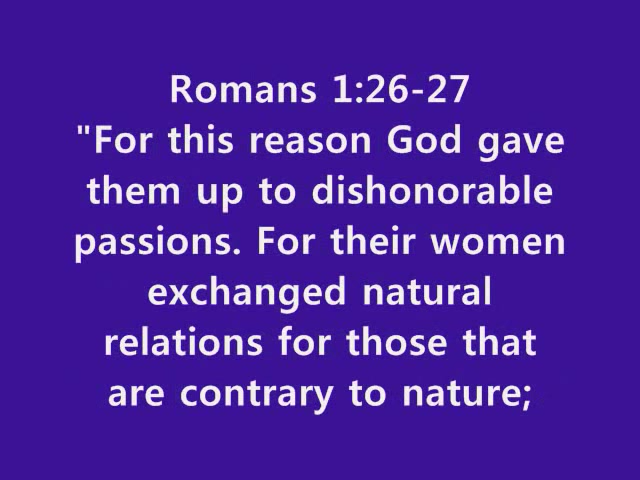 Romans 1:26-27
"For this reason God gave
them up to dishonorable
passions. For their women
exchanged natural
relations for those that
are contrary to nature;